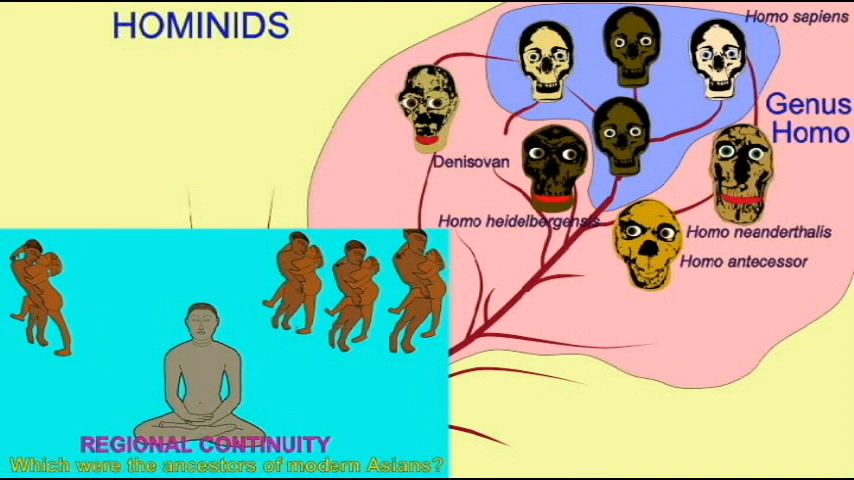 HOMINIDS
Homo sapiens
Genus
Homo
Denisovan
Homo heidelbergensis
Homo neanderthalis
Homo antecessor
REGIONAL CONTINUITY
Which were the ancestors of modern Asians?